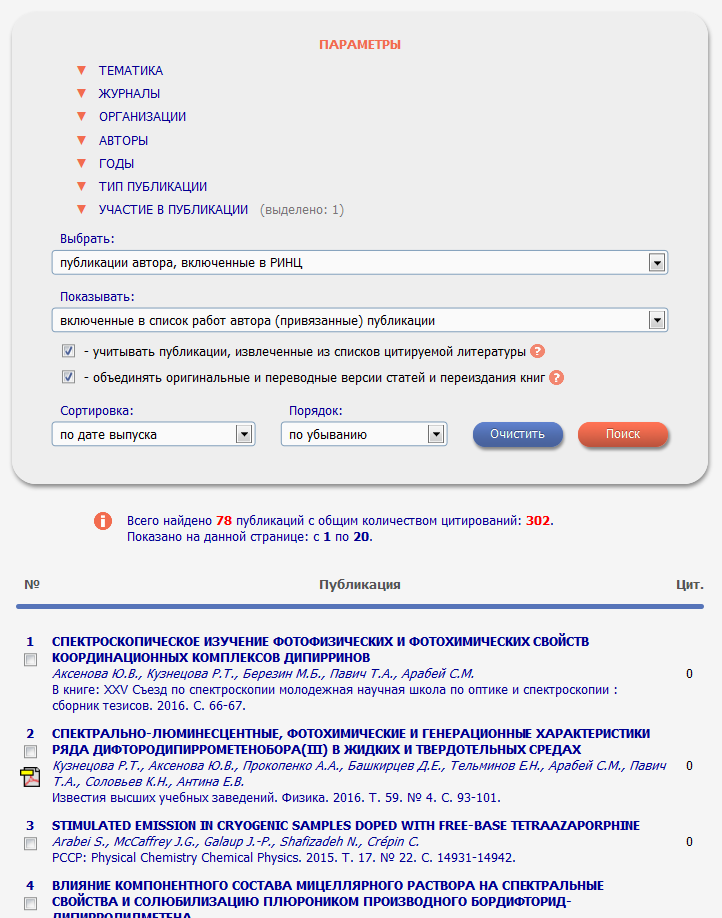 ПАРАМЕТРЫ
ТЕМАТИКА
ЖУРНАЛЫ
ОРГАНИЗАЦИИ
АВТОРЫ
ГОДЫ
ТИП ПУБЛИКАЦИИ
УЧАСТИЕ В ПУБЛИКАЦИИ (выделено: 1)
Выбрать:
публикации автора, включенные в РИНЦ
Показывать:
включенные в список работ автора (привязанные) публикации
- учитывать публикации, извлеченные из списков цитируемой литературы ?
- объединять оригинальные и переводные версии статей и переиздания книг ?
Сортировка: Порядок:
по дате выпуска по убыванию Очистить Поиск
Всего найдено 78 публикаций с общим количеством цитирований: 302.
Показано на данной странице: с 1 по 20.
№ Публикация Цит.
1 СПЕКТРОСКОПИЧЕСКОЕ ИЗУЧЕНИЕ ФОТОФИЗИЧЕСКИХ И ФОТОХИМИЧЕСКИХ СВОЙСТВ
КООРДИНАЦИОННЫХ КОМПЛЕКСОВ ДИПИРРИНОВ
Аксенова Ю.В., Кузнецова Р.Т., Березин М.Б., Павич Т.А., Арабей С.М. 0
В книге: XXV Съезд по спектроскопии молодежная научная школа по оптике и спектроскопии :
сборник тезисов. 2016. С. 66-67.
2 СПЕКТРАЛЬНО-ЛЮМИНЕСЦЕНТНЫЕ, ФОТОХИМИЧЕСКИЕ И ГЕНЕРАЦИОННЫЕ ХАРАКТЕРИСТИКИ
РЯДА ДИФТОРОДИПИРРОМЕТЕНОБОРА(III) В ЖИДКИХ И ТВЕРДОТЕЛЬНЫХ СРЕДАХ
Кузнецова Р.Т., Аксенова Ю.В., Прокопенко А.А., Башкирцев Д.Е., Тельминов Е.Н., Арабей С.М., Павич 0
Т.А., Соловьев К.Н., Антина Е.В.
Известия высших учебных заведений. Физика. 2016. Т. 59. № 4. С. 93-101.
3 STIMULATED EMISSION IN CRYOGENIC SAMPLES DOPED WITH FREE-BASE TETRAAZAPORPHINE
Arabei S., McCaffrey J.G., Galaup J.-P., Shafizadeh N., Crépin C. 0
PCCP: Physical Chemistry Chemical Physics. 2015. Т. 17. № 22. С. 14931-14942.
4 ВЛИЯНИЕ КОМПОНЕНТНОГО СОСТАВА МИЦЕЛЛЯРНОГО РАСТВОРА НА СПЕКТРАЛЬНЫЕ
СВОЙСТВА И СОЛЮБИЛИЗАЦИЮ ПЛЮРОНИКОМ ПРОИЗВОДНОГО БОРДИФТОРИД-
ДИПИРРОЛИЛМЕТЕНА